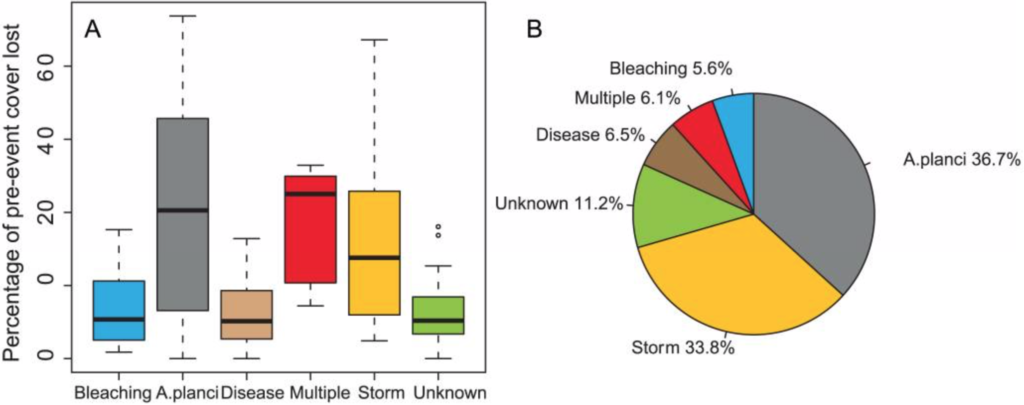 A
Percentage of pre-event cover lost
60
40
20
0
0
Bleaching A.planci Disease Multiple Storm Unknown
B
Bleaching 5.6%
Multiple 6.1%
Disease 6.5%
A.planci 36.7%
Unknown 11.2%
Storm 33.8%